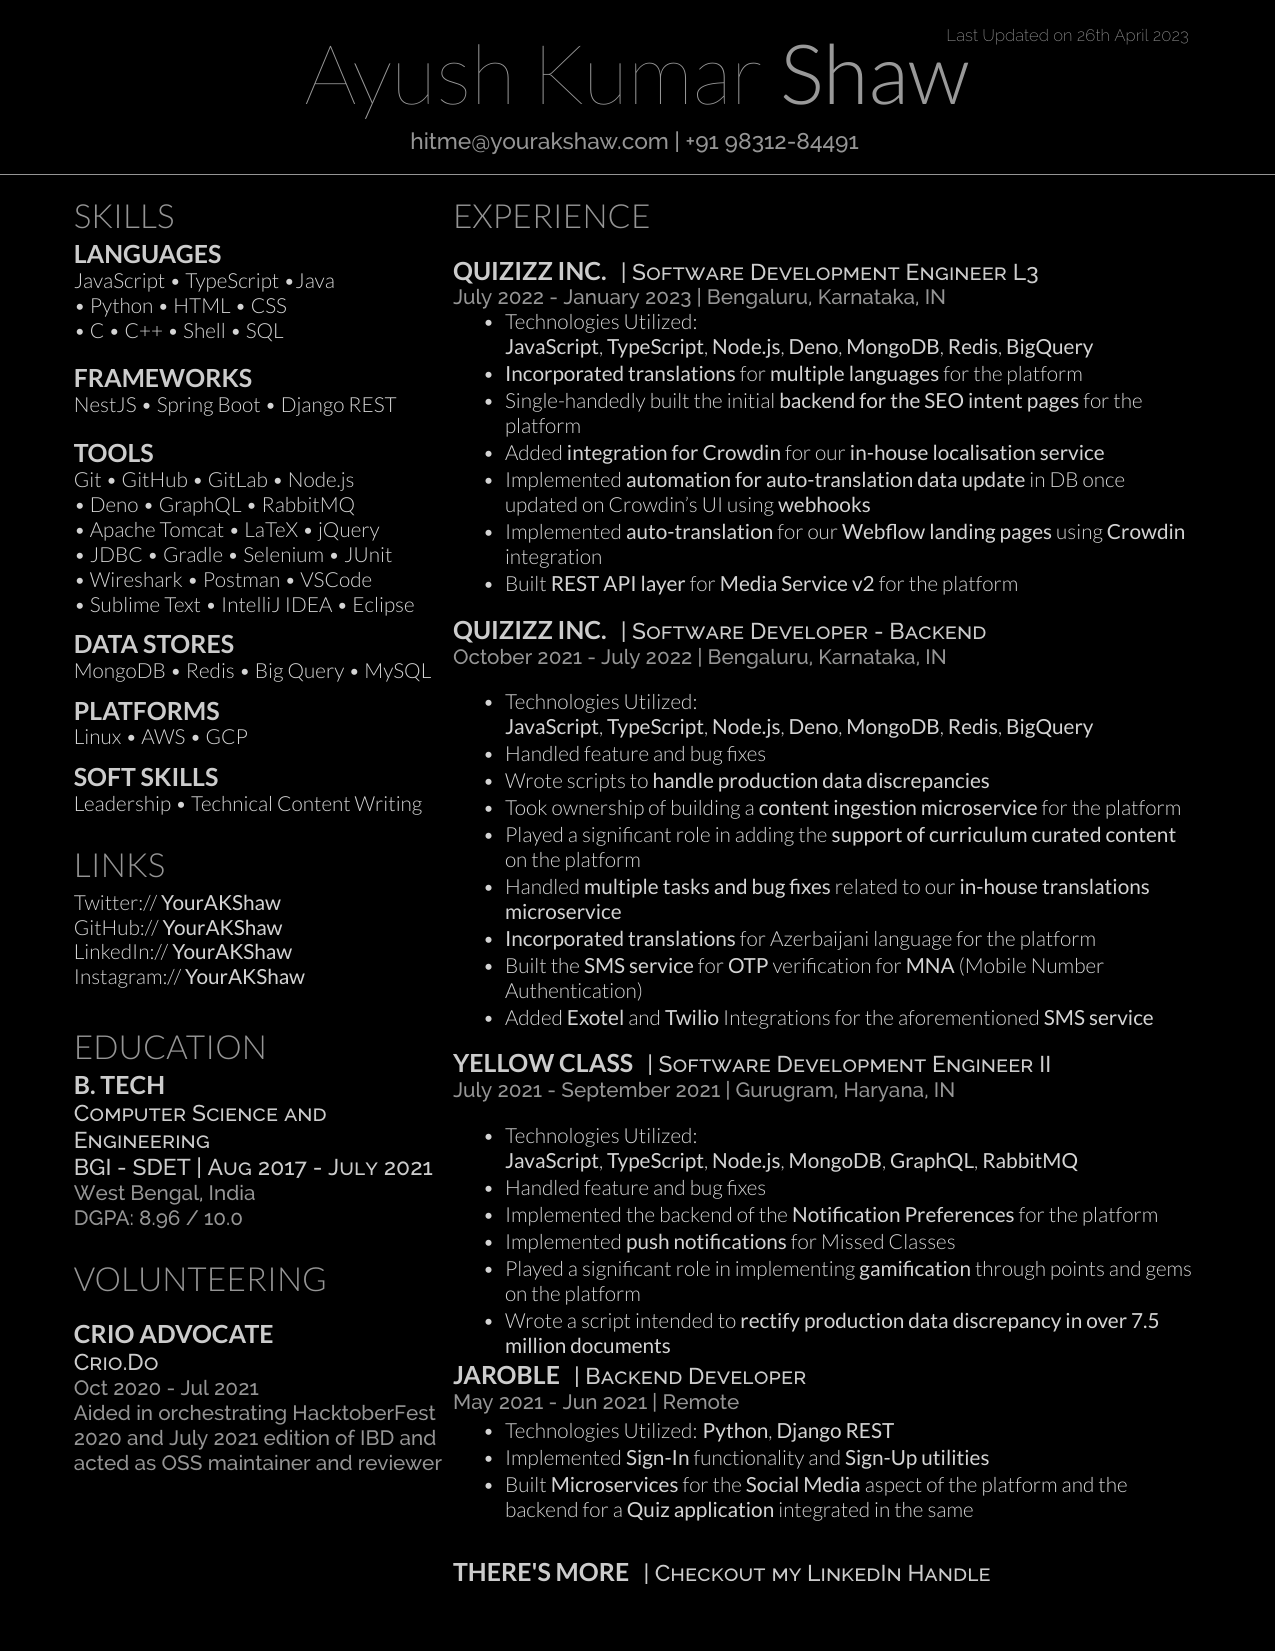 Last Updated on 26th April 2023
Ayush Kumar Shaw
hitme@yourakshaw.com | +91 98312-84491
SKILLS
LANGUAGES
JavaScript • TypeScript •Java
• Python • HTML • CSS
• C • C++ • Shell • SQL
FRAMEWORKS
NestJS • Spring Boot • Django REST
TOOLS
Git • GitHub • GitLab • Node.js
• Deno • GraphQL • RabbitMQ
• Apache Tomcat • LaTeX • jQuery
• JDBC • Gradle • Selenium • JUnit
• Wireshark • Postman • VSCode
• Sublime Text • IntelliJ IDEA • Eclipse
DATA STORES
MongoDB • Redis • Big Query • MySQL
PLATFORMS
Linux • AWS • GCP
SOFT SKILLS
Leadership • Technical Content Writing
LINKS
Twitter:// YourAKShaw
GitHub:// YourAKShaw
LinkedIn:// YourAKShaw
Instagram:// YourAKShaw
EDUCATION
B. TECH
Computer Science and
Engineering
BGI - SDET | Aug 2017 - July 2021
West Bengal, India
DGPA: 8.96 / 10.0
VOLUNTEERING
CRIO ADVOCATE
Crio.Do
Oct 2020 - Jul 2021
Aided in orchestrating HacktoberFest
2020 and July 2021 edition of IBD and
acted as OSS maintainer and reviewer
EXPERIENCE
QUIZIZZ INC. | Software Development Engineer L3
July 2022 - January 2023 | Bengaluru, Karnataka, IN
• Technologies Utilized:
JavaScript, TypeScript, Node.js, Deno, MongoDB, Redis, BigQuery
• Incorporated translations for multiple languages for the platform
• Single-handedly built the initial backend for the SEO intent pages for the
platform
• Added integration for Crowdin for our in-house localisation service
• Implemented automation for auto-translation data update in DB once
updated on Crowdin’s UI using webhooks
• Implemented auto-translation for our Webflow landing pages using Crowdin
integration
• Built REST API layer for Media Service v2 for the platform
QUIZIZZ INC. | Software Developer - Backend
October 2021 - July 2022 | Bengaluru, Karnataka, IN
• Technologies Utilized:
JavaScript, TypeScript, Node.js, Deno, MongoDB, Redis, BigQuery
• Handled feature and bug fixes
• Wrote scripts to handle production data discrepancies
• Took ownership of building a content ingestion microservice for the platform
• Played a significant role in adding the support of curriculum curated content
on the platform
• Handled multiple tasks and bug fixes related to our in-house translations
microservice
• Incorporated translations for Azerbaijani language for the platform
• Built the SMS service for OTP verification for MNA (Mobile Number
Authentication)
• Added Exotel and Twilio Integrations for the aforementioned SMS service
YELLOW CLASS | Software Development Engineer II
July 2021 - September 2021 | Gurugram, Haryana, IN
• Technologies Utilized:
JavaScript, TypeScript, Node.js, MongoDB, GraphQL, RabbitMQ
• Handled feature and bug fixes
• Implemented the backend of the Notification Preferences for the platform
• Implemented push notifications for Missed Classes
• Played a significant role in implementing gamification through points and gems
on the platform
• Wrote a script intended to rectify production data discrepancy in over 7.5
million documents
JAROBLE | Backend Developer
May 2021 - Jun 2021 | Remote
• Technologies Utilized: Python, Django REST
• Implemented Sign-In functionality and Sign-Up utilities
• Built Microservices for the Social Media aspect of the platform and the
backend for a Quiz application integrated in the same
THERE'S MORE | Checkout my LinkedIn Handle